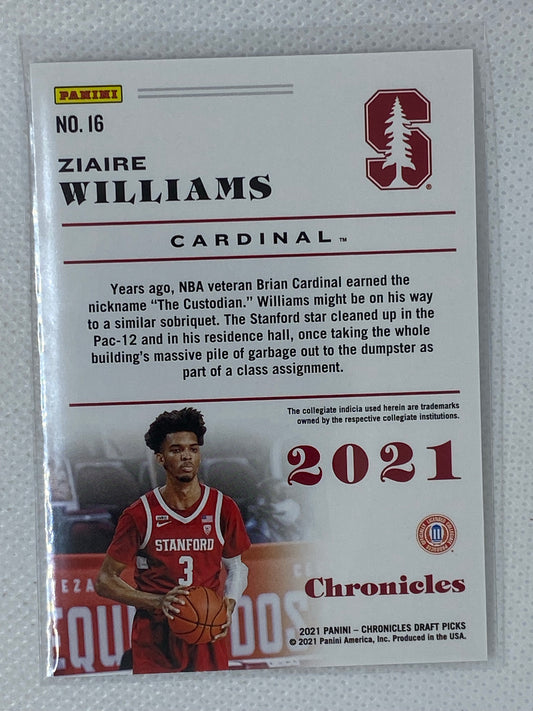 PANINI
NO. 16
ZIAIRE
WILLIAMS
S
®
CARDINAL™
Years ago, NBA veteran Brian Cardinal earned the
nickname “The Custodian.” Williams might be on his way
to a similar sobriquet. The Stanford star cleaned up in the
Pac-12 and in his residence hall, once taking the whole
building’s massive pile of garbage out to the dumpster as
part of a class assignment.
The collegiate indicia used herein are trademarks
owned by the respective collegiate institutions.
2021
STANFORD
3
EZA
EQU
DOS
Chronicles
2021 PANINI – CHRONICLES DRAFT PICKS
© 2021 Panini America, Inc. Produced in the USA.